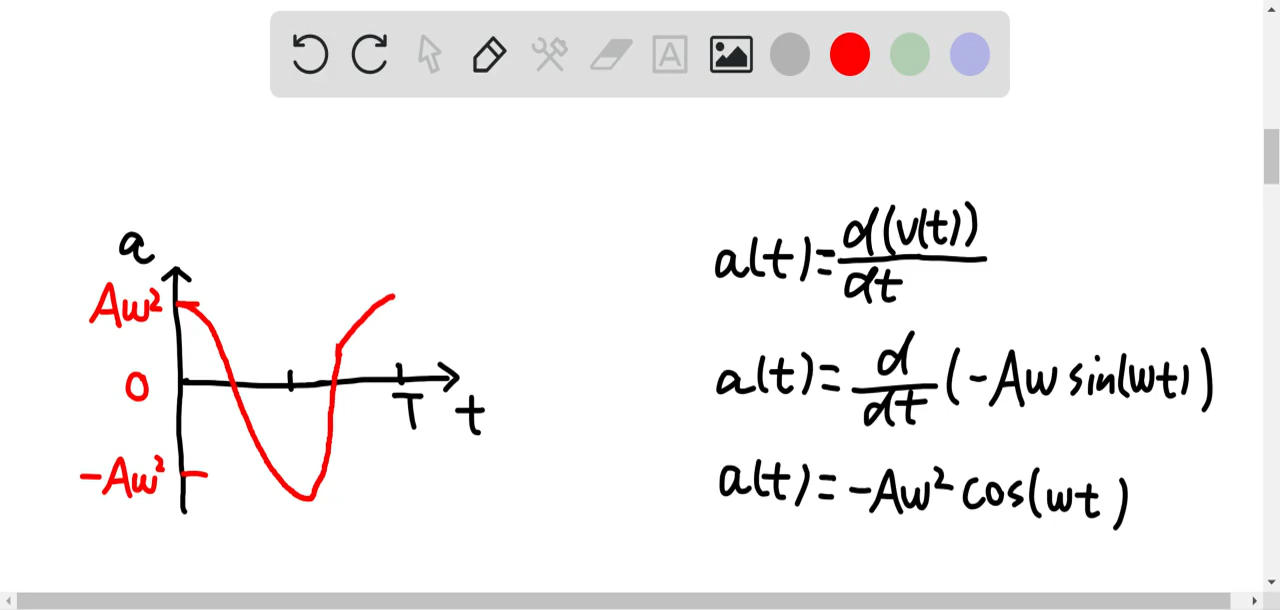 a
Aw²
0
-Aw²
T
t
a(t)=d(v(t))/dt
a(t)=d/dt(-Aw sin(wt))
a(t)=-Aw² cos(wt)
A